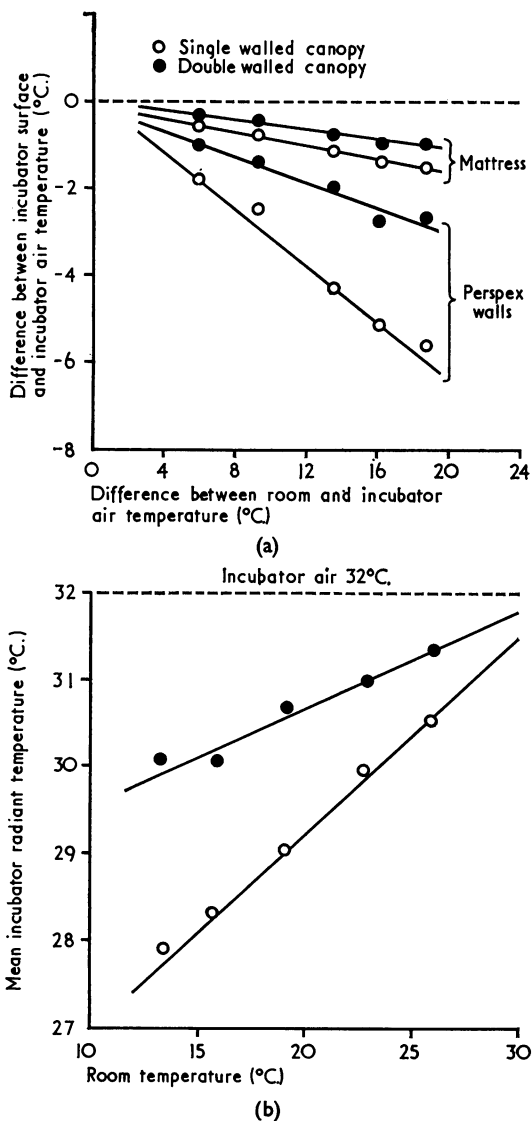 Single walled canopy
Double walled canopy
0
-2
-4
-6
-8
Difference between incubator surface
and incubator air temperature (°C.)
Mattress
Perspex
walls
0 4 8 12 16 20 24
Difference between room and incubator
air temperature (°C.)
(a)
Incubator air 32°C.
32
31
30
29
28
27
Mean incubator radiant temperature (°C.)
10 15 20 25 30
Room temperature (°C.)
(b)